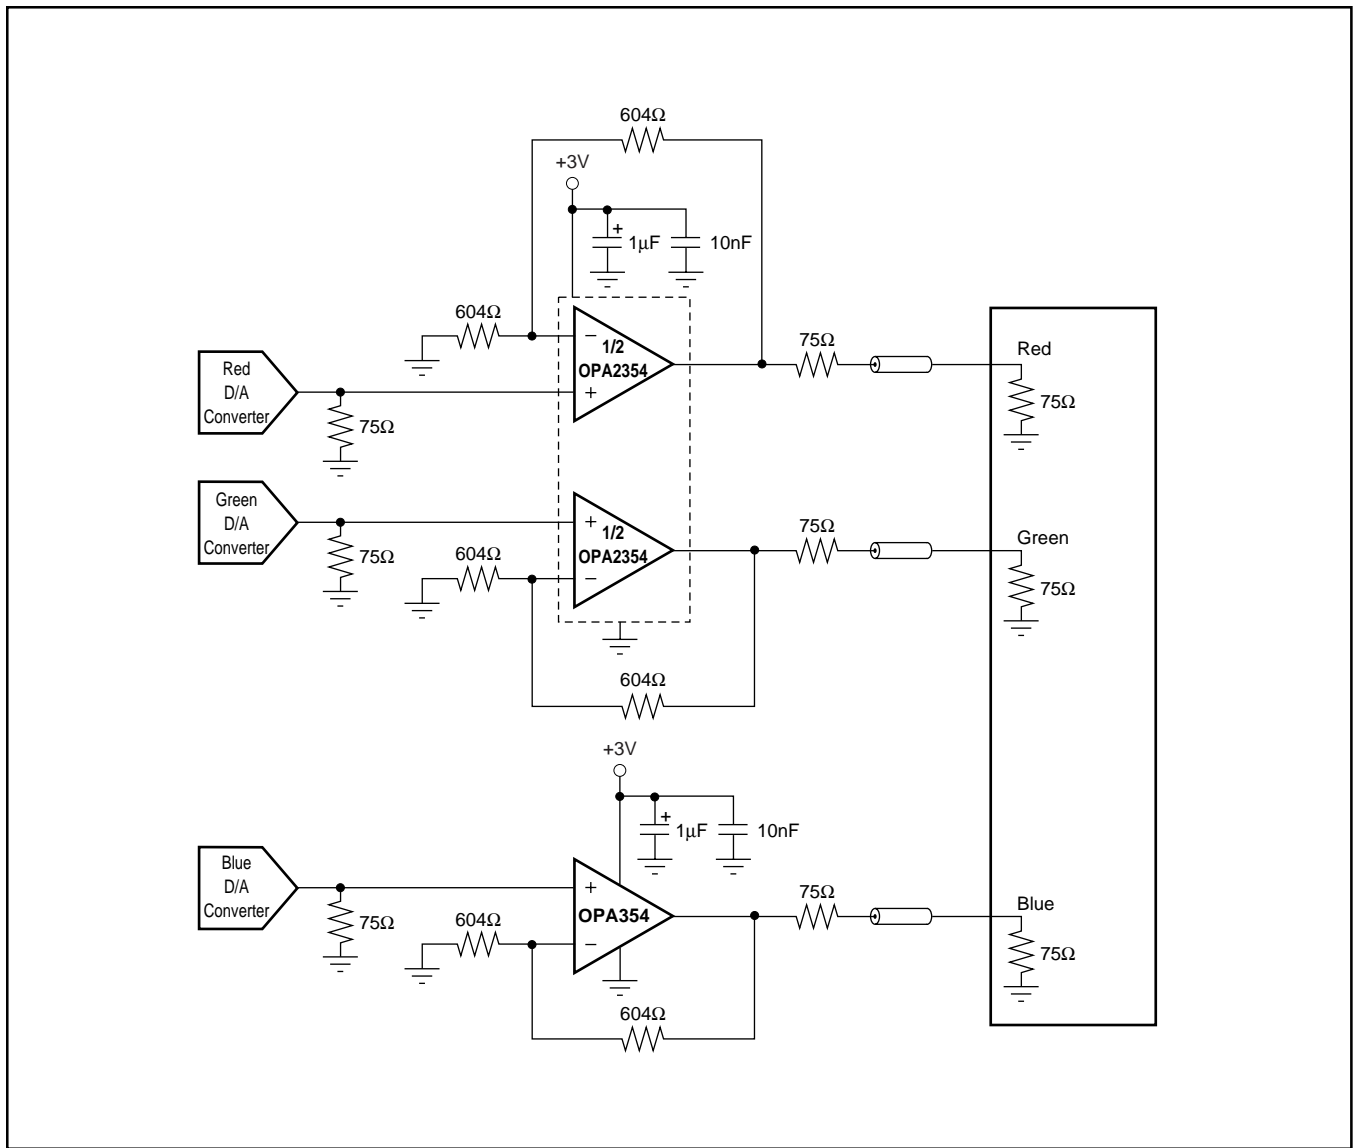 604Ω
+3V
+
1μF
10nF
604Ω
−
1/2
OPA2354
+
75Ω
Red
Red
D/A
Converter
75Ω
75Ω
Green
D/A
Converter
75Ω
604Ω
+
1/2
OPA2354
−
75Ω
Green
75Ω
604Ω
+3V
+
1μF
10nF
Blue
D/A
Converter
75Ω
604Ω
+
OPA354
−
75Ω
Blue
75Ω
604Ω